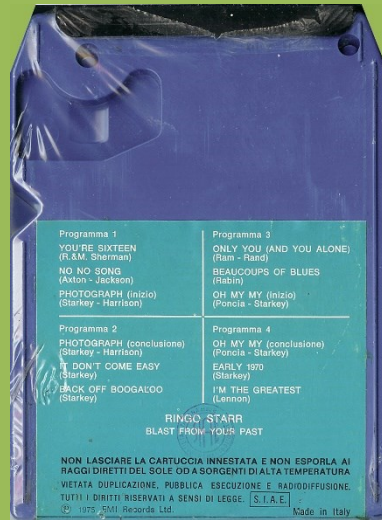 Programma 1
YOU'RE SIXTEEN
(R.&M. Sherman)
NO NO SONG
(Axton - Jackson)
PHOTOGRAPH (inizio)
(Starkey - Harrison)
Programma 3
ONLY YOU (AND YOU ALONE)
(Ram - Rand)
BEAUCOUPS OF BLUES
(Rabin)
OH MY MY (inizio)
(Poncia - Starkey)
Programma 2
PHOTOGRAPH (conclusione)
(Starkey - Harrison)
IT DON'T COME EASY
(Starkey)
BACK OFF BOOGALOO
(Starkey)
Programma 4
OH MY MY (conclusione)
(Poncia - Starkey)
EARLY 1970
(Starkey)
I'M THE GREATEST
(Lennon)
RINGO STARR
BLAST FROM YOUR PAST
NON LASCIARE LA CARTUCCIA INNESTATA E NON ESPORLA AI
RAGGI DIRETTI DEL SOLE OD A SORGENTI DI ALTA TEMPERATURA
VIETATA DUPLICAZIONE, PUBBLICA ESECUZIONE E RADIODIFFUSIONE.
TUTTI I DIRITTI RISERVATI A SENSI DI LEGGE. S.I.A.E.
℗ 1975 EMI Records Ltd. Made in Italy